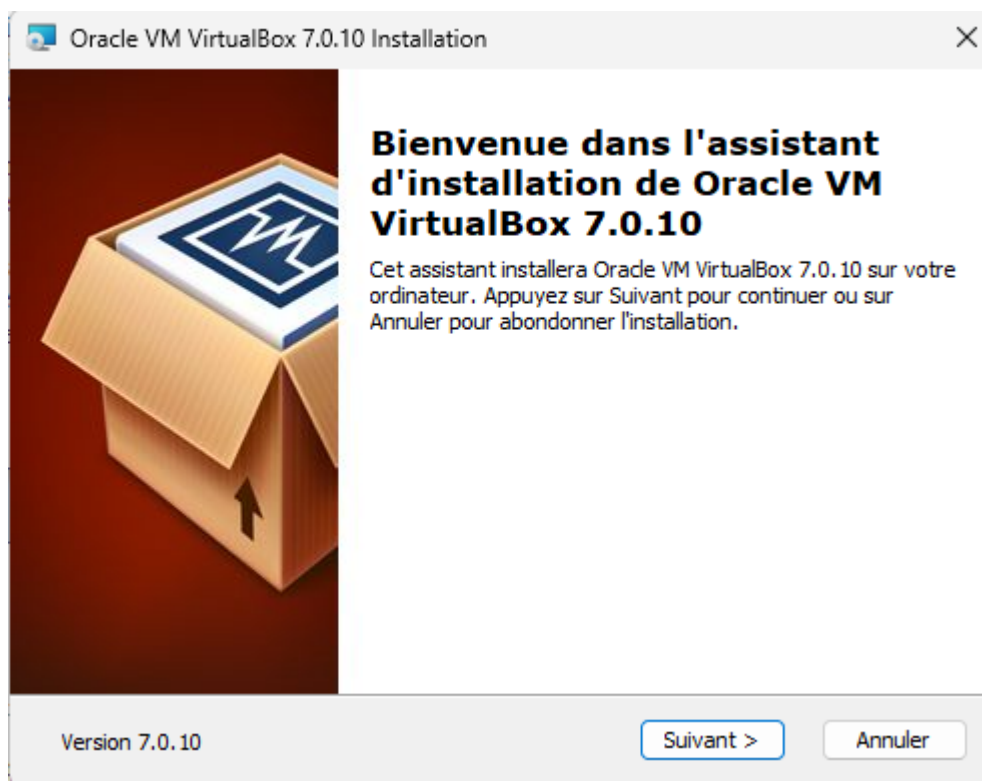 Oracle VM VirtualBox 7.0.10 Installation
Bienvenue dans l'assistant
d'installation de Oracle VM
VirtualBox 7.0.10
Cet assistant installera Oracle VM VirtualBox 7.0.10 sur votre
ordinateur. Appuyez sur Suivant pour continuer ou sur
Annuler pour abondonner l'installation.
Version 7.0.10
Suivant >
Annuler